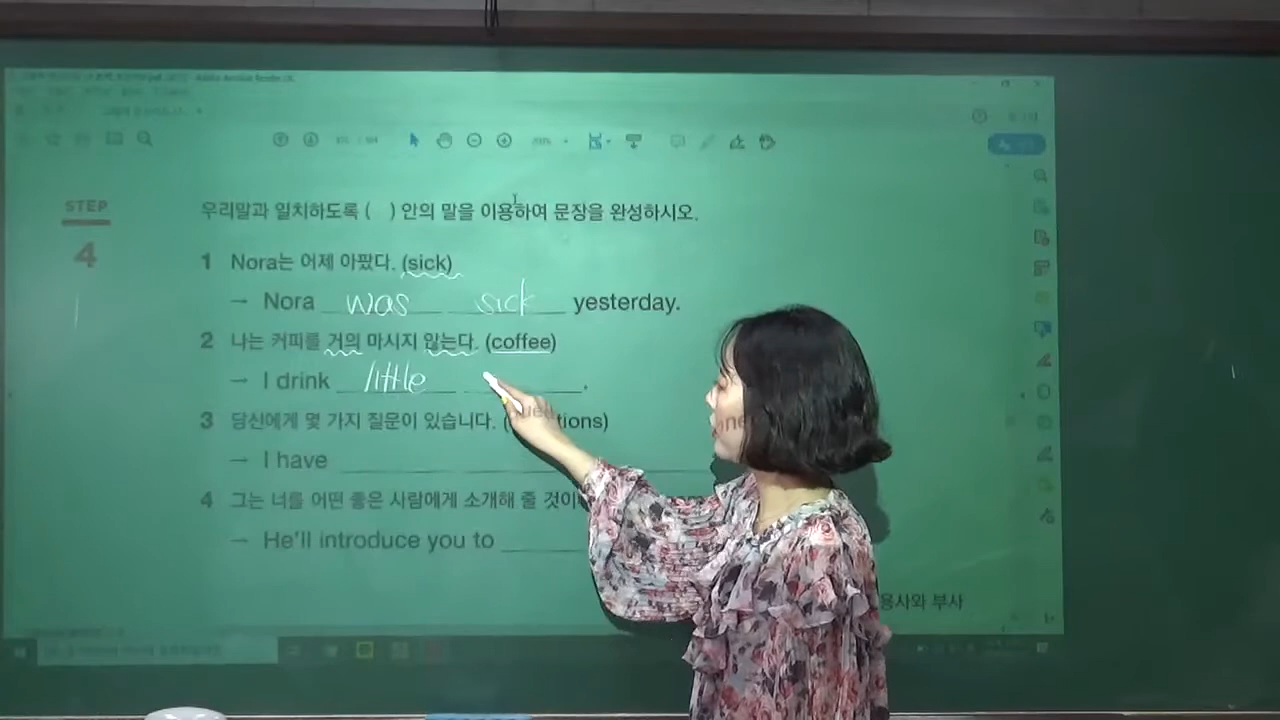 STEP
4
우리말과 일치하도록 ( ) 안의 말을 이용하여 문장을 완성하시오.
1 Nora는 어제 아팠다. (sick)
→ Nora was sick yesterday.
2 나는 커피를 거의 마시지 않는다. (coffee)
→ I drink little
3 당신에게 몇 가지 질문이 있습니다. (tions)
→ I have
4 그는 너를 어떤 좋은 사람에게 소개해 줄 것이
→ He'll introduce you to
용사와 부사